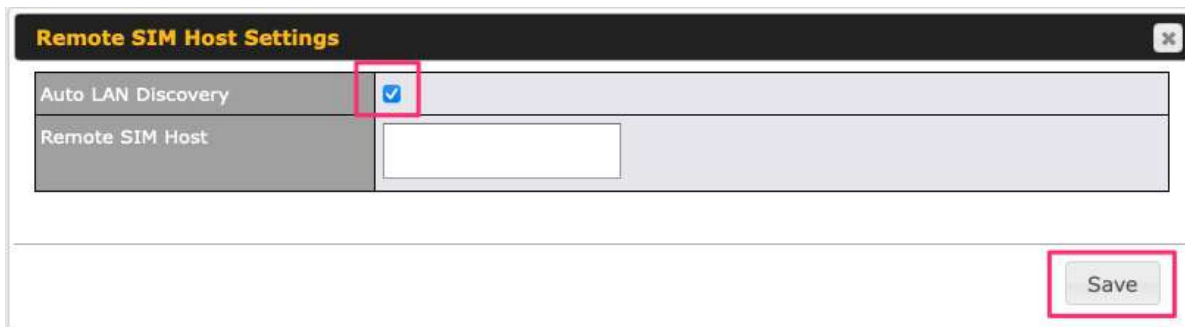 Remote SIM Host Settings
Auto LAN Discovery
Remote SIM Host
Save